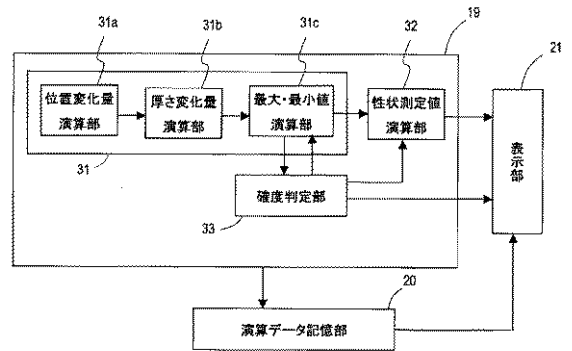 31a
31b
31c
32
19
21
位置変化量
演算部
厚さ変化量
演算部
最大・最小値
演算部
性状測定値
演算部
表示部
31
確度判定部
33
20
演算データ記憶部